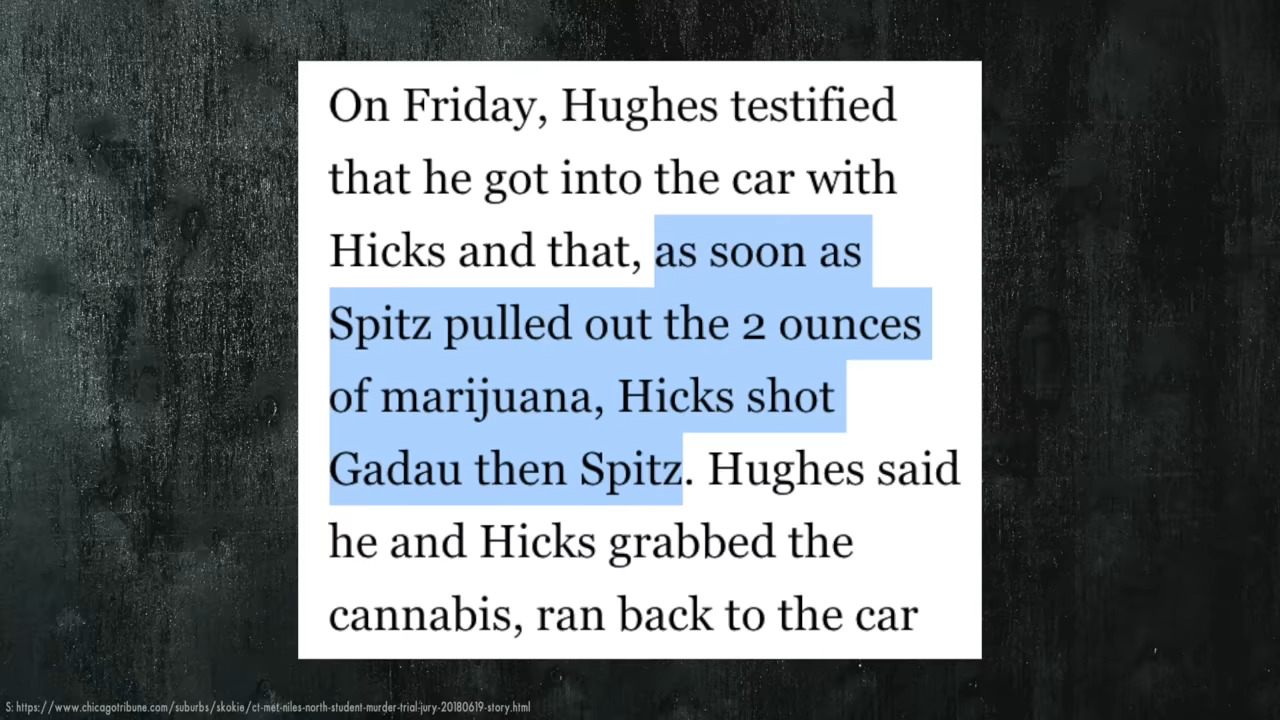 On Friday, Hughes testified
that he got into the car with
Hicks and that, as soon as
Spitz pulled out the 2 ounces
of marijuana, Hicks shot
Gadau then Spitz. Hughes said
he and Hicks grabbed the
cannabis, ran back to the car
S: https://www.chicagotribune.com/suburbs/skokie/ct-met-niles-north-student-murder-trial-jury-20180619-story.html